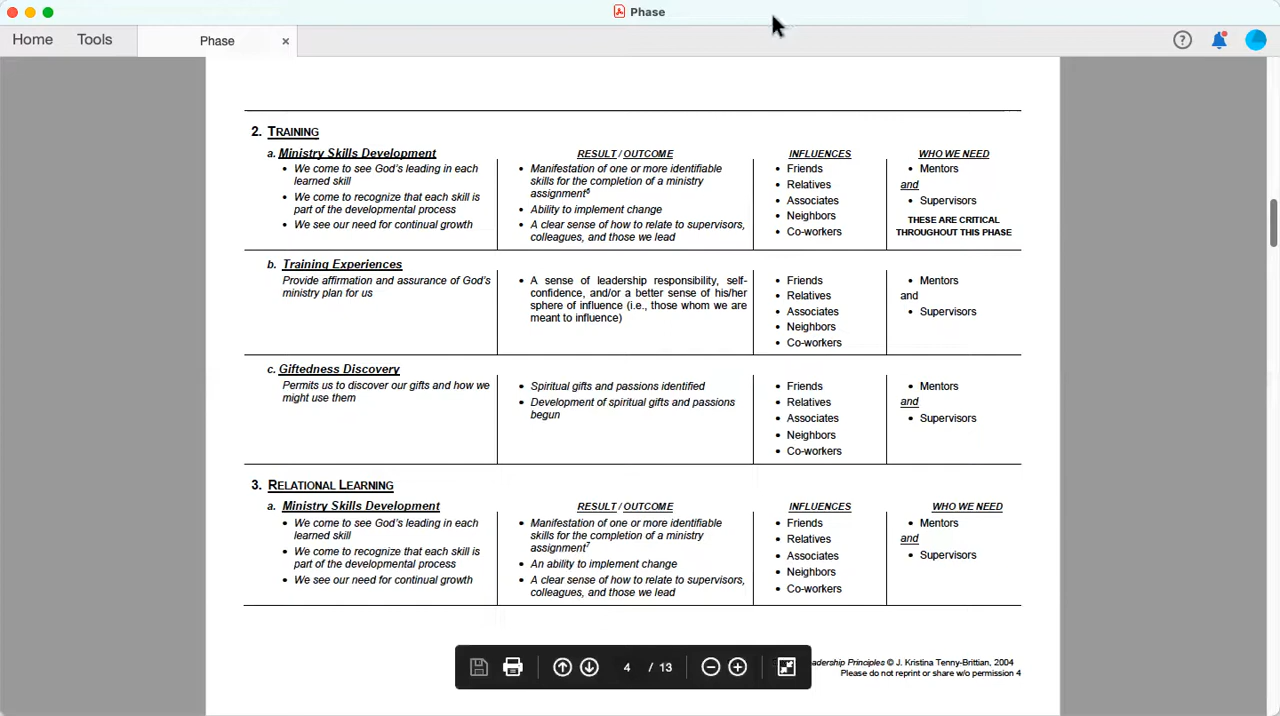 Phase
Home Tools Phase ×
2. TRAINING
a. Ministry Skills Development
• We come to see God's leading in each
learned skill
• We come to recognize that each skill is
part of the developmental process
• We see our need for continual growth
RESULT / OUTCOME
• Manifestation of one or more identifiable
skills for the completion of a ministry
assignment6
• Ability to implement change
• A clear sense of how to relate to supervisors,
colleagues, and those we lead
INFLUENCES
• Friends
• Relatives
• Associates
• Neighbors
• Co-workers
WHO WE NEED
• Mentors
and
• Supervisors
THESE ARE CRITICAL
THROUGHOUT THIS PHASE
b. Training Experiences
Provide affirmation and assurance of God's
ministry plan for us
• A sense of leadership responsibility, self-
confidence, and/or a better sense of his/her
sphere of influence (i.e., those whom we are
meant to influence)
• Friends
• Relatives
• Associates
• Neighbors
• Co-workers
• Mentors
and
• Supervisors
c. Giftedness Discovery
Permits us to discover our gifts and how we
might use them
• Spiritual gifts and passions identified
• Development of spiritual gifts and passions
begun
• Friends
• Relatives
• Associates
• Neighbors
• Co-workers
• Mentors
and
• Supervisors
3. RELATIONAL LEARNING
a. Ministry Skills Development
• We come to see God's leading in each
learned skill
• We come to recognize that each skill is
part of the developmental process
• We see our need for continual growth
RESULT / OUTCOME
• Manifestation of one or more identifiable
skills for the completion of a ministry
assignment7
• An ability to implement change
• A clear sense of how to relate to supervisors,
colleagues, and those we lead
INFLUENCES
• Friends
• Relatives
• Associates
• Neighbors
• Co-workers
WHO WE NEED
• Mentors
and
• Supervisors
4 / 13
Principles © J. Kristina Tenny-Brittian, 2004
Please do not reprint or share w/o permission 4